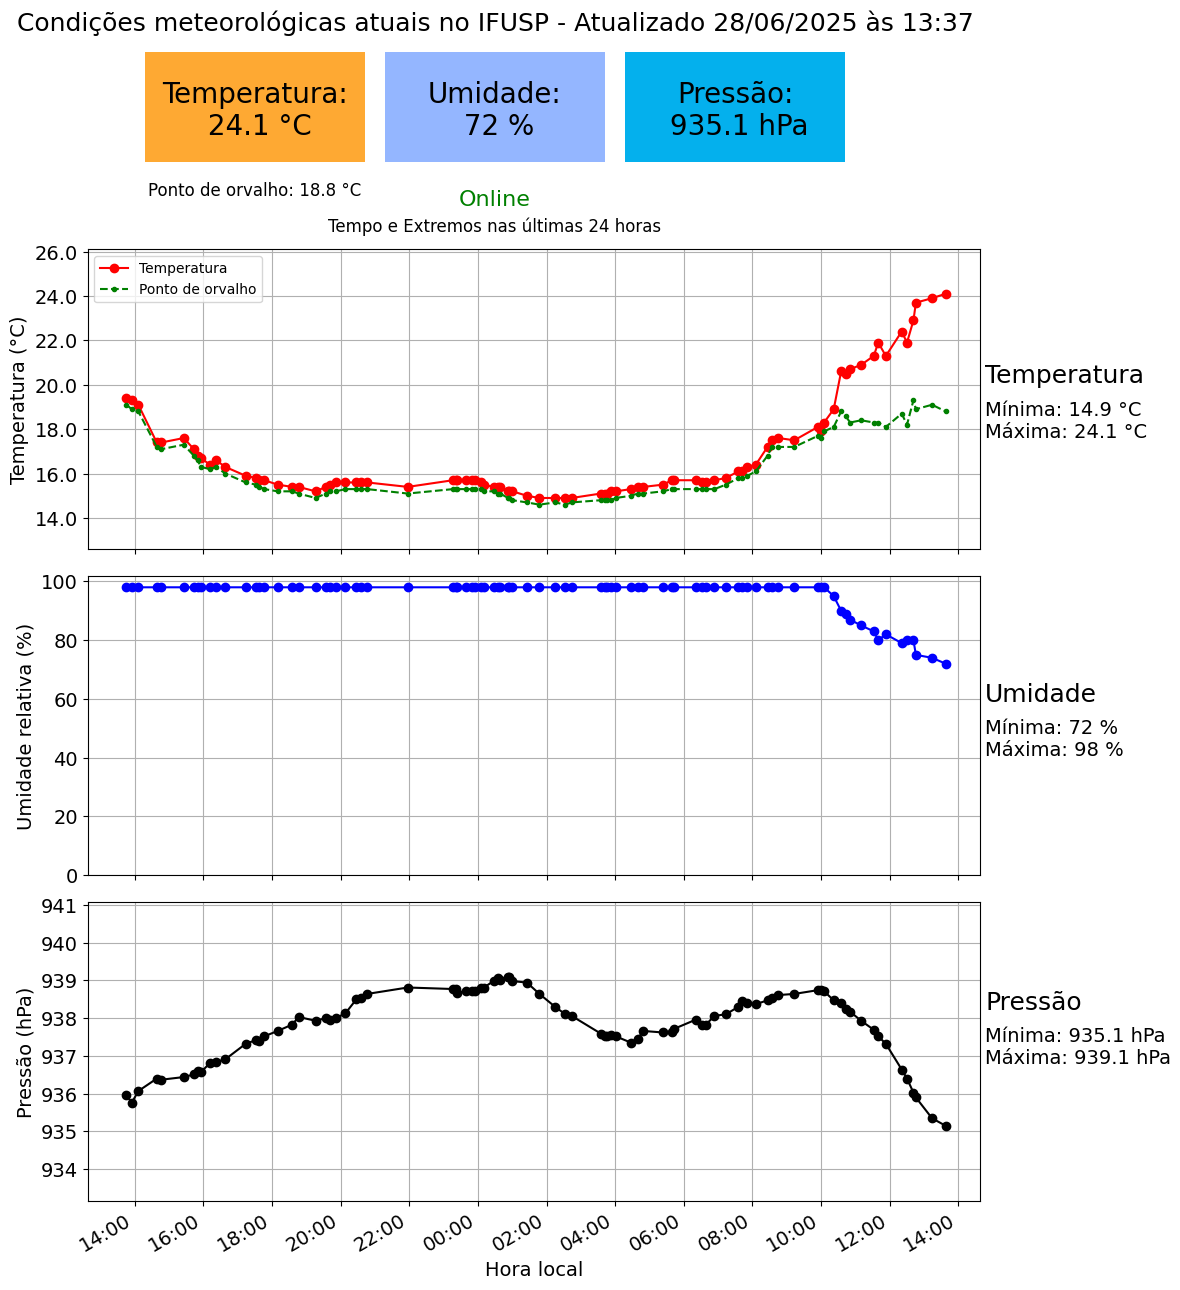 Condições meteorológicas atuais no IFUSP - Atualizado 28/06/2025 às 13:37
Temperatura:
24.1 °C
Umidade:
72 %
Pressão:
935.1 hPa
Ponto de orvalho: 18.8 °C
Online
Tempo e Extremos nas últimas 24 horas
Temperatura (°C)
26.0
24.0
22.0
20.0
18.0
16.0
14.0
Temperatura
Ponto de orvalho
Temperatura
Mínima: 14.9 °C
Máxima: 24.1 °C
Umidade relativa (%)
100
80
60
40
20
0
Umidade
Mínima: 72 %
Máxima: 98 %
Pressão (hPa)
941
940
939
938
937
936
935
934
Pressão
Mínima: 935.1 hPa
Máxima: 939.1 hPa
14:00
16:00
18:00
20:00
22:00
00:00
02:00
04:00
06:00
08:00
10:00
12:00
14:00
Hora local